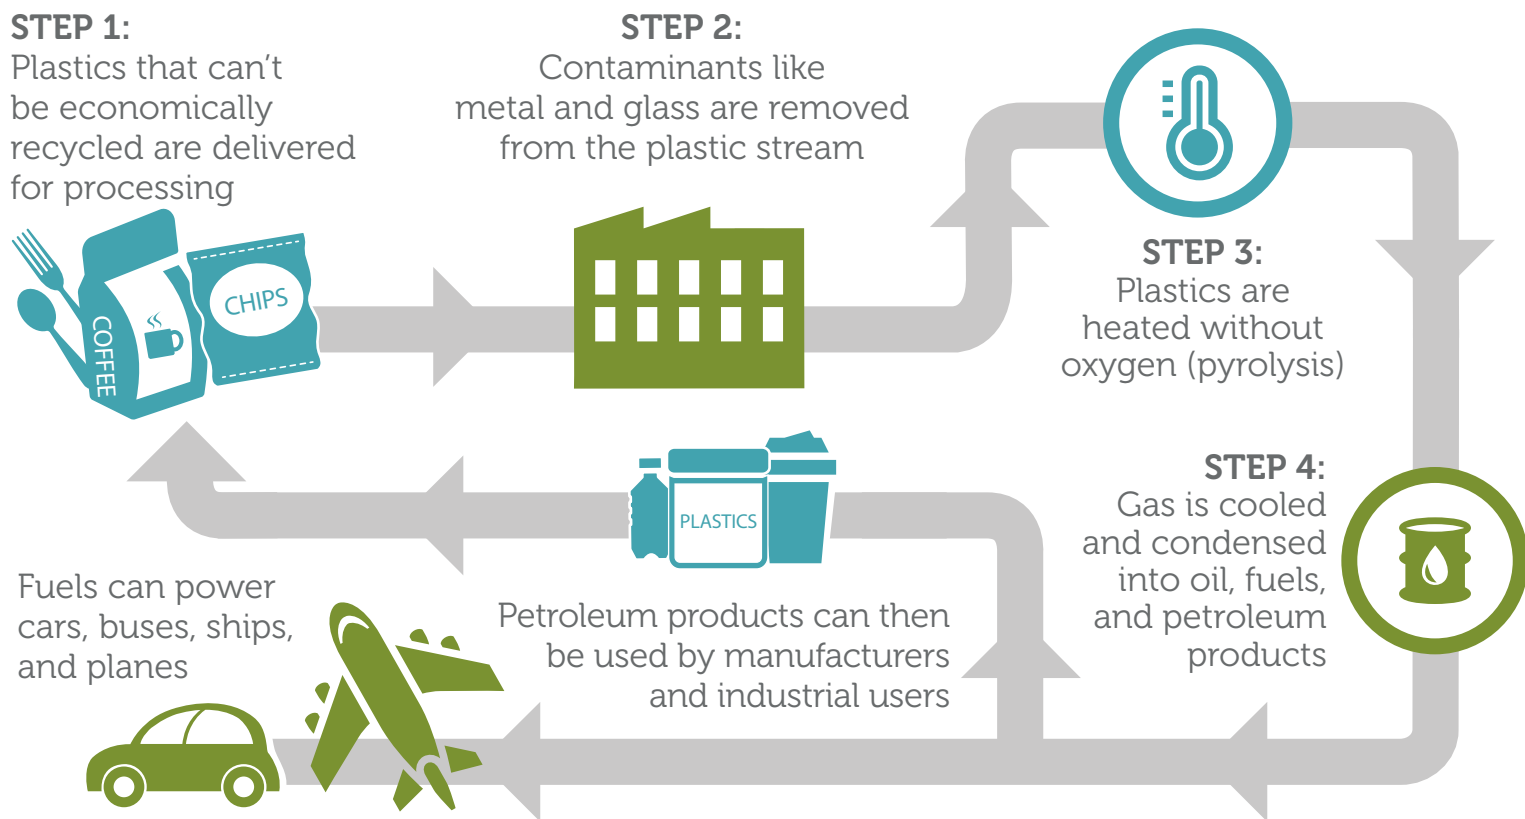 STEP 1:
Plastics that can't
be economically
recycled are delivered
for processing
COFFEE
CHIPS
STEP 2:
Contaminants like
metal and glass are removed
from the plastic stream
STEP 3:
Plastics are
heated without
oxygen (pyrolysis)
STEP 4:
Gas is cooled
and condensed
into oil, fuels,
and petroleum
products
PLASTICS
Petroleum products can then
be used by manufacturers
and industrial users
Fuels can power
cars, buses, ships,
and planes